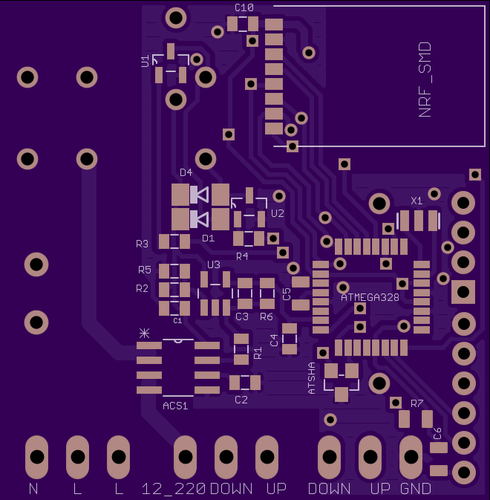 C10
U1
NRF_SMD
D4
X1
U2
D1
R3
R4
R5
U3
R2
C5
ATMEGA328
C1
C3
R6
C4
R1
ATSHA
C2
ACS1
R7
C6
N L L 12_220 DOWN UP DOWN UP GND